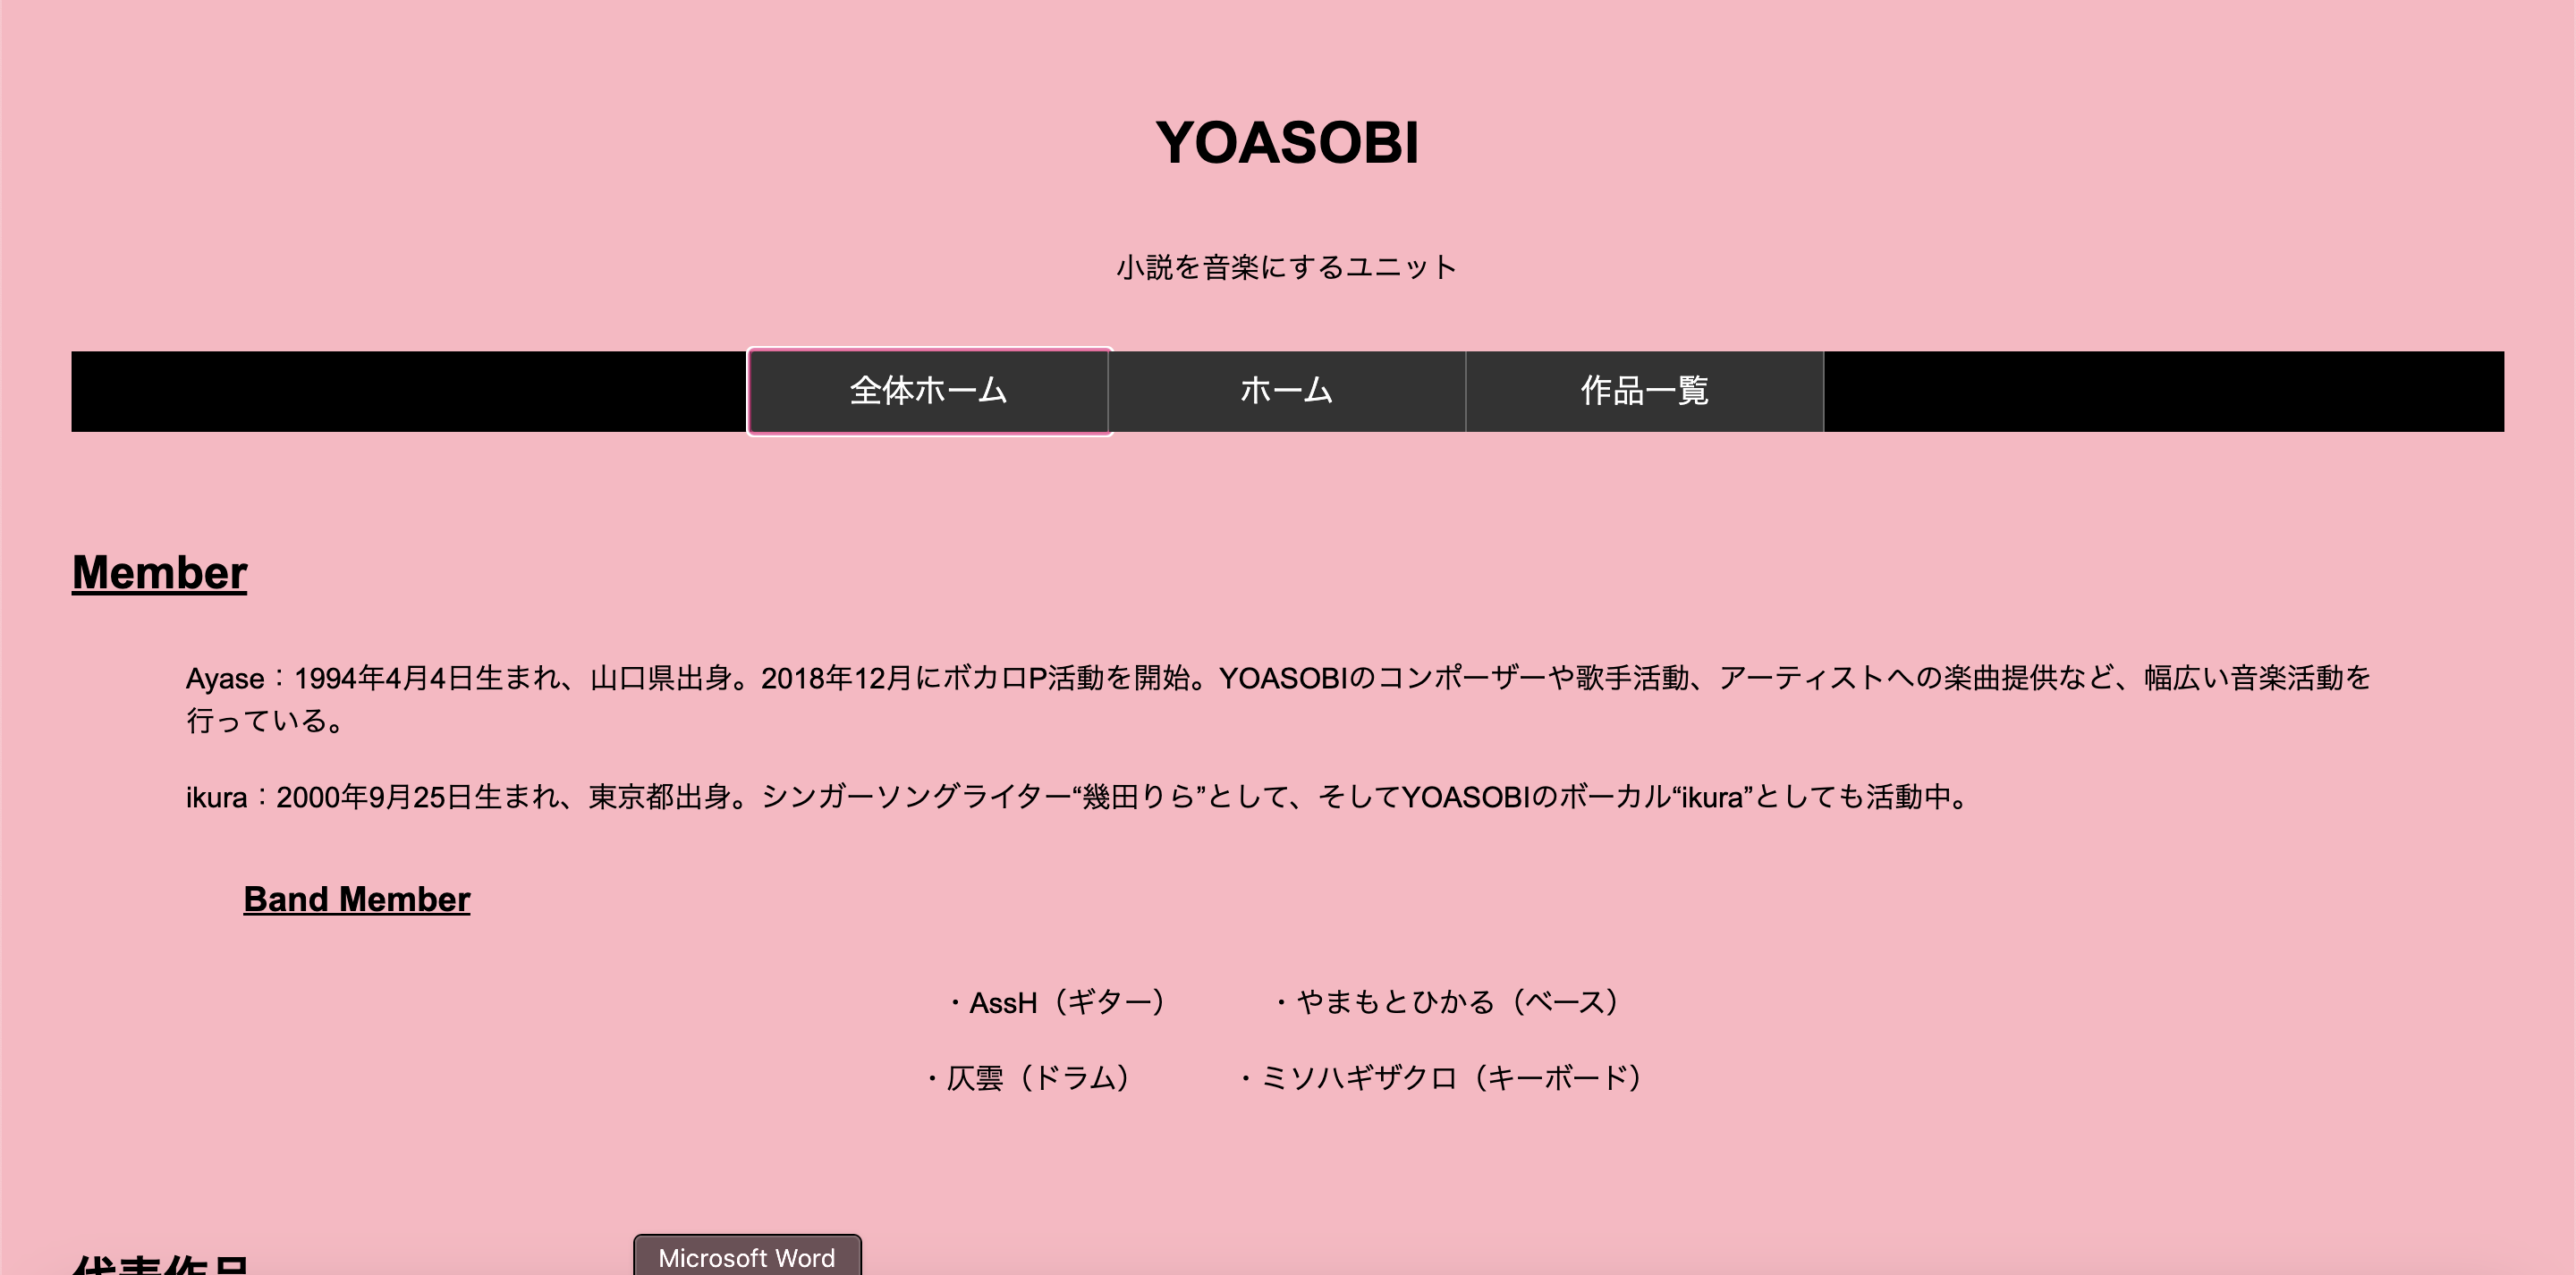 YOASOBI
小説を音楽にするユニット
全体ホーム ホーム 作品一覧
Member
Ayase：1994年4月4日生まれ、山口県出身。2018年12月にボカロP活動を開始。YOASOBIのコンポーザーや歌手活動、アーティストへの楽曲提供など、幅広い音楽活動を
行っている。
ikura：2000年9月25日生まれ、東京都出身。シンガーソングライター“幾田りら”として、そしてYOASOBIのボーカル“ikura”としても活動中。
Band Member
・AssH（ギター） ・やまもとひかる（ベース）
・仄雲（ドラム） ・ミソハギザクロ（キーボード）
代表作品
Microsoft Word